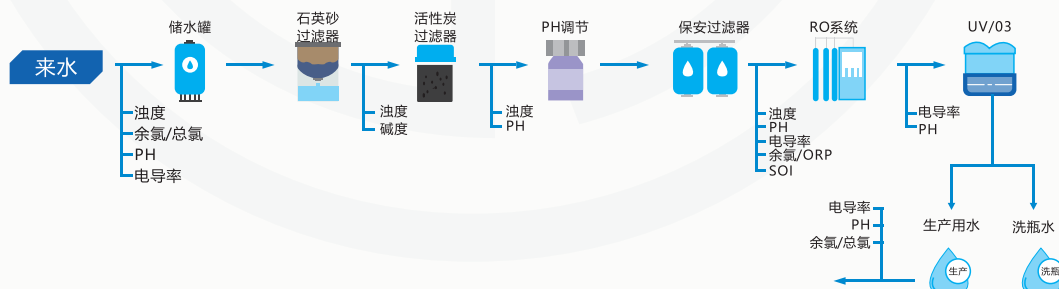 来水
储水罐
石英砂
过滤器
活性炭
过滤器
PH调节
保安过滤器
RO系统
UV/03
浊度
余氯/总氯
PH
电导率
浊度
碱度
浊度
PH
浊度
PH
电导率
余氯/ORP
SOI
电导率
PH
电导率
PH
余氯/总氯
生产用水
洗瓶水
生产
洗瓶